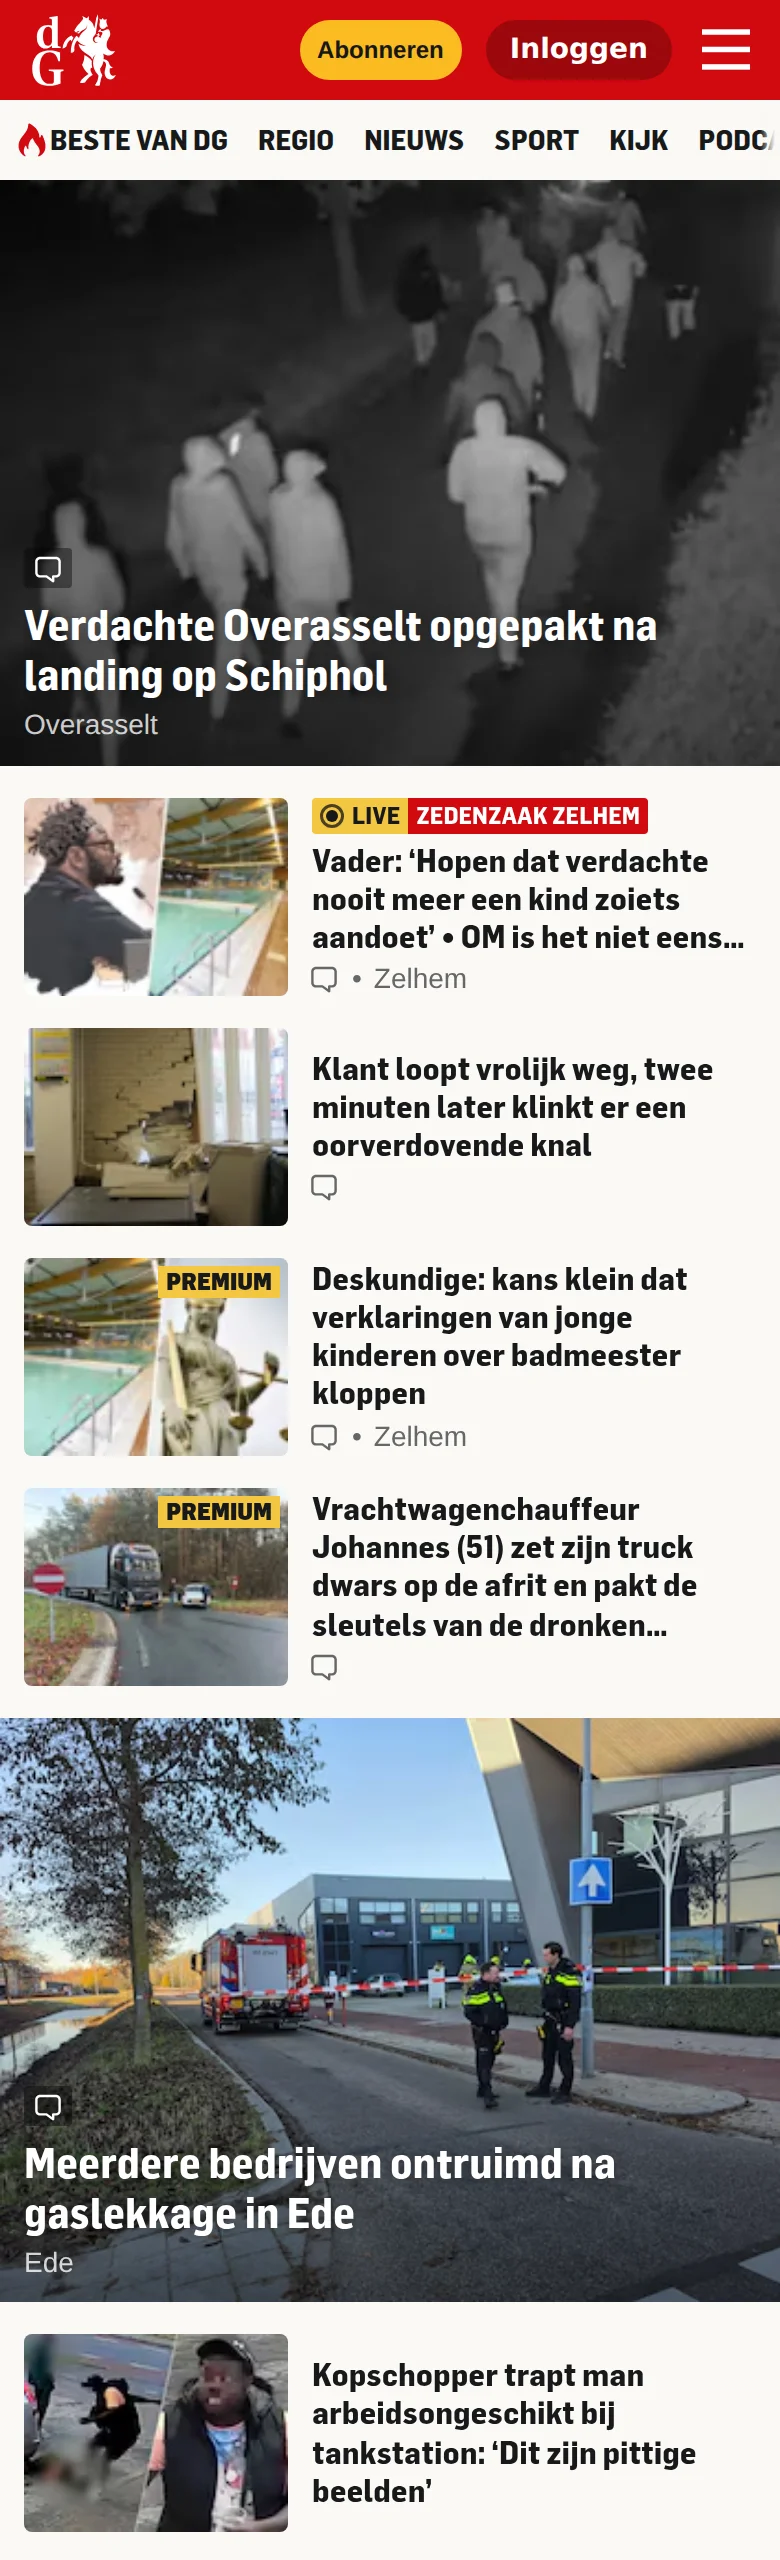 dG
Abonneren
Inloggen
BESTE VAN DG REGIO NIEUWS SPORT KIJK PODCA
Verdachte Overasselt opgepakt na
landing op Schiphol
Overasselt
LIVE ZEDENZAAK ZELHEM
Vader: ‘Hopen dat verdachte
nooit meer een kind zoiets
aandoet’ • OM is het niet eens...
• Zelhem
Klant loopt vrolijk weg, twee
minuten later klinkt er een
oorverdovende knal
PREMIUM
Deskundige: kans klein dat
verklaringen van jonge
kinderen over badmeester
kloppen
• Zelhem
PREMIUM
Vrachtwagenchauffeur
Johannes (51) zet zijn truck
dwars op de afrit en pakt de
sleutels van de dronken...
Meerdere bedrijven ontruimd na
gaslekkage in Ede
Ede
Kopschopper trapt man
arbeidsongeschikt bij
tankstation: ‘Dit zijn pittige
beelden’